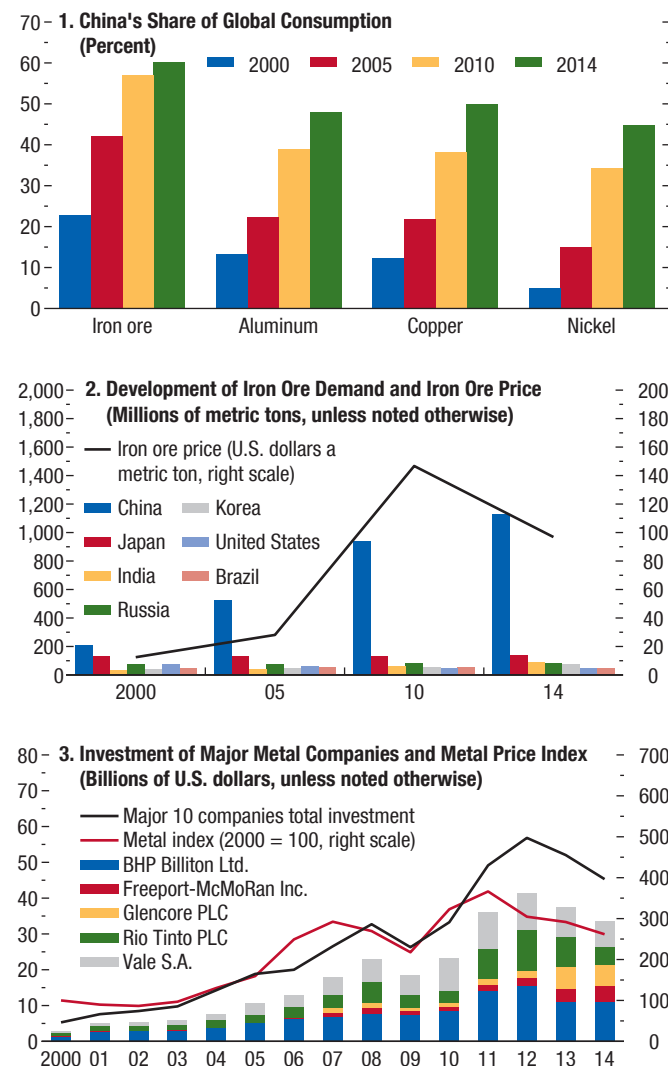 1. China's Share of Global Consumption
(Percent)
2000 2005 2010 2014
70
60
50
40
30
20
10
0
Iron ore Aluminum Copper Nickel
2. Development of Iron Ore Demand and Iron Ore Price
(Millions of metric tons, unless noted otherwise)
Iron ore price (U.S. dollars a
metric ton, right scale)
China Korea
Japan United States
India Brazil
Russia
2,000 200
1,800 180
1,600 160
1,400 140
1,200 120
1,000 100
800 80
600 60
400 40
200 20
0 0
2000 05 10 14
3. Investment of Major Metal Companies and Metal Price Index
(Billions of U.S. dollars, unless noted otherwise)
Major 10 companies total investment
Metal index (2000 = 100, right scale)
BHP Billiton Ltd.
Freeport-McMoRan Inc.
Glencore PLC
Rio Tinto PLC
Vale S.A.
80 700
70 600
60 500
50 400
40 300
30 200
20 100
10 0
0
2000 01 02 03 04 05 06 07 08 09 10 11 12 13 14